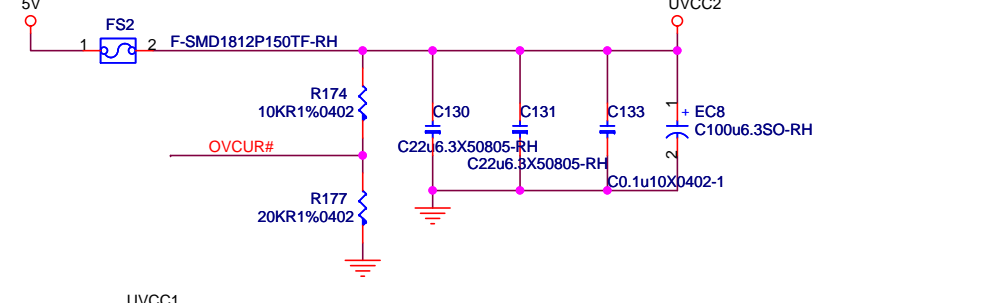 5V
UVCC2
FS2
1
2
F-SMD1812P150TF-RH
R174
10KR1%0402
C130
C131
C133
1
+
EC8
C100u6.3SO-RH
C22u6.3X50805-RH
2
OVCUR#
C22u6.3X50805-RH
C0.1u10X0402-1
R177
20KR1%0402
UVCC1